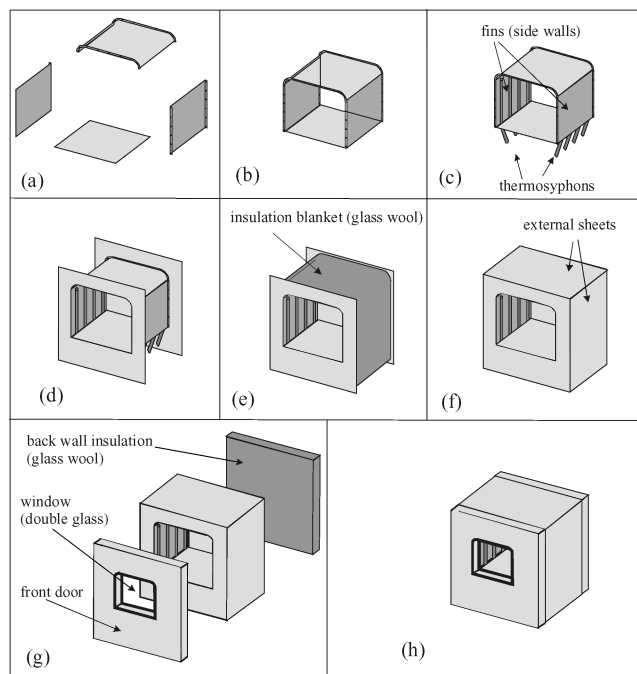 (a)
(b)
fins (side walls)
(c)
thermosyphons
(d)
insulation blanket (glass wool)
(e)
external sheets
(f)
back wall insulation
(glass wool)
window
(double glass)
front door
(g)
(h)